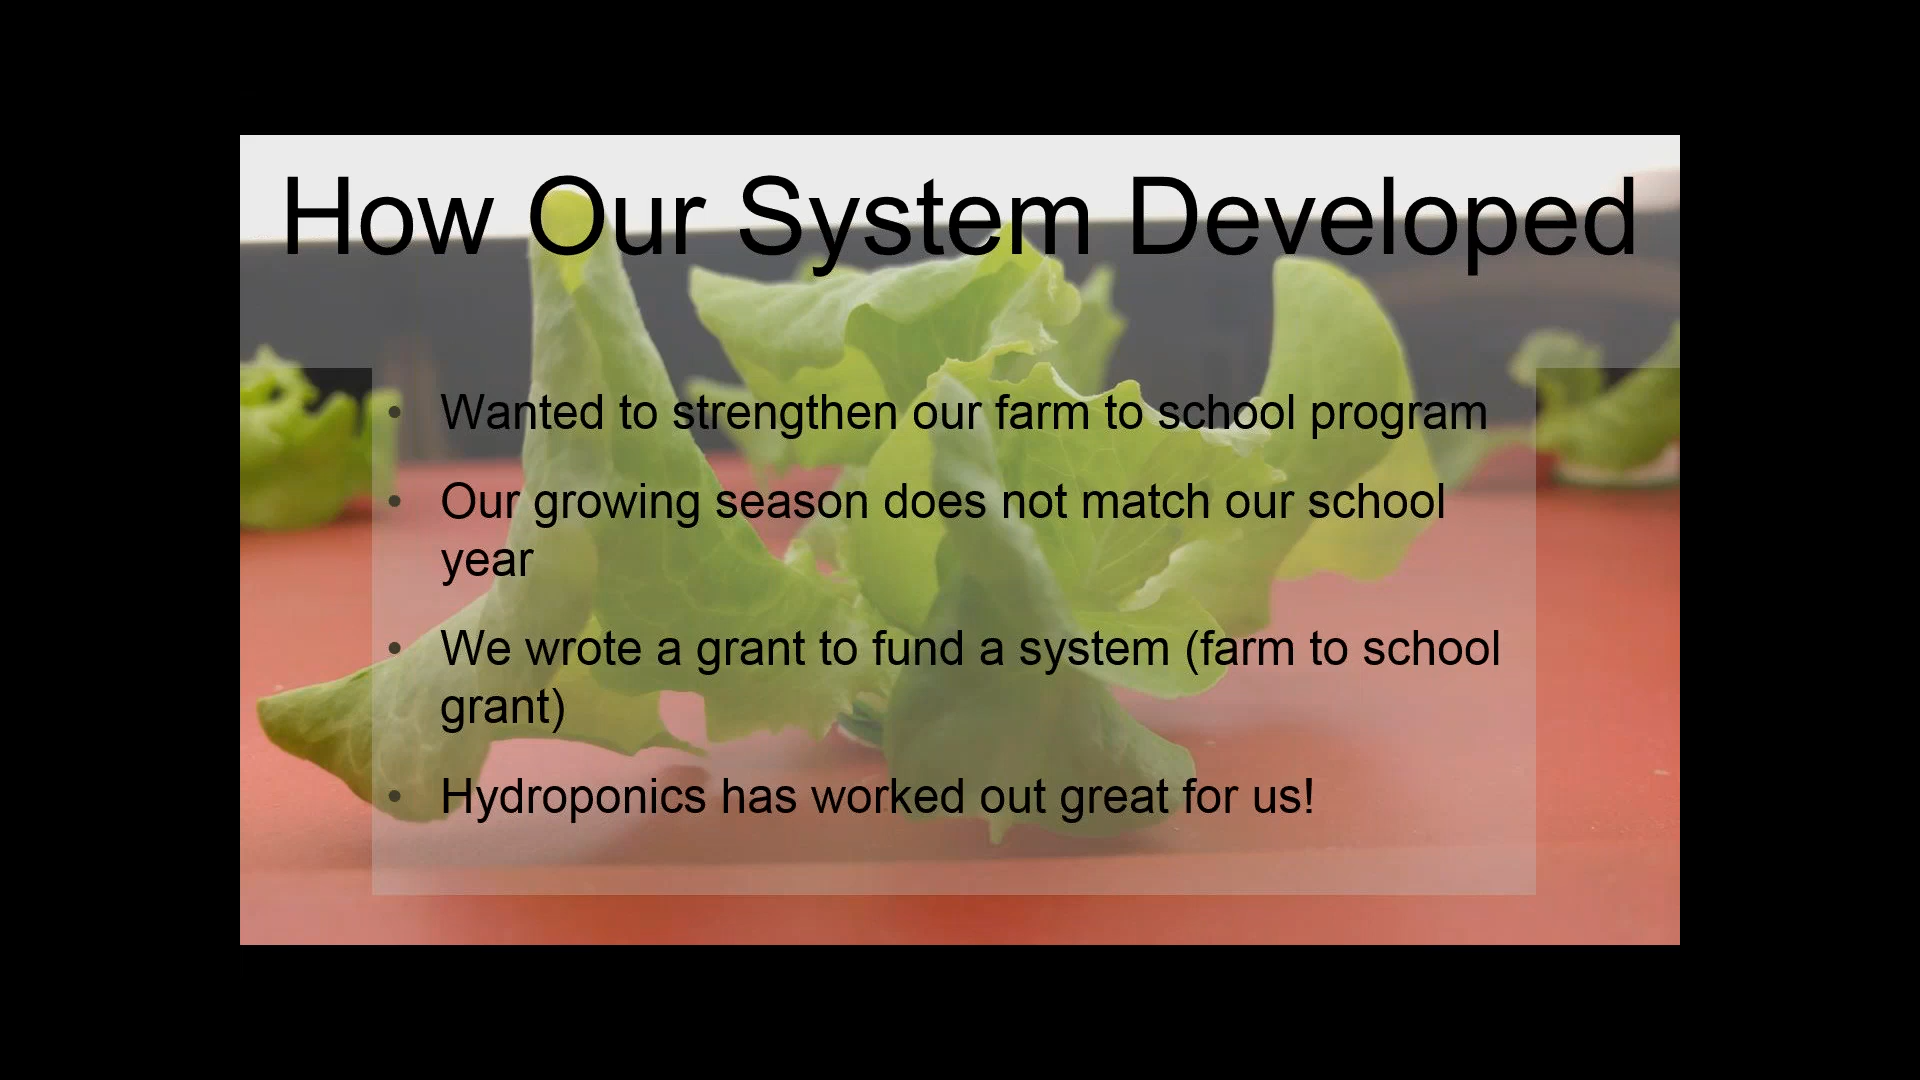 How Our System Developed
• Wanted to strengthen our farm to school program
• Our growing season does not match our school
year
• We wrote a grant to fund a system (farm to school
grant)
• Hydroponics has worked out great for us!